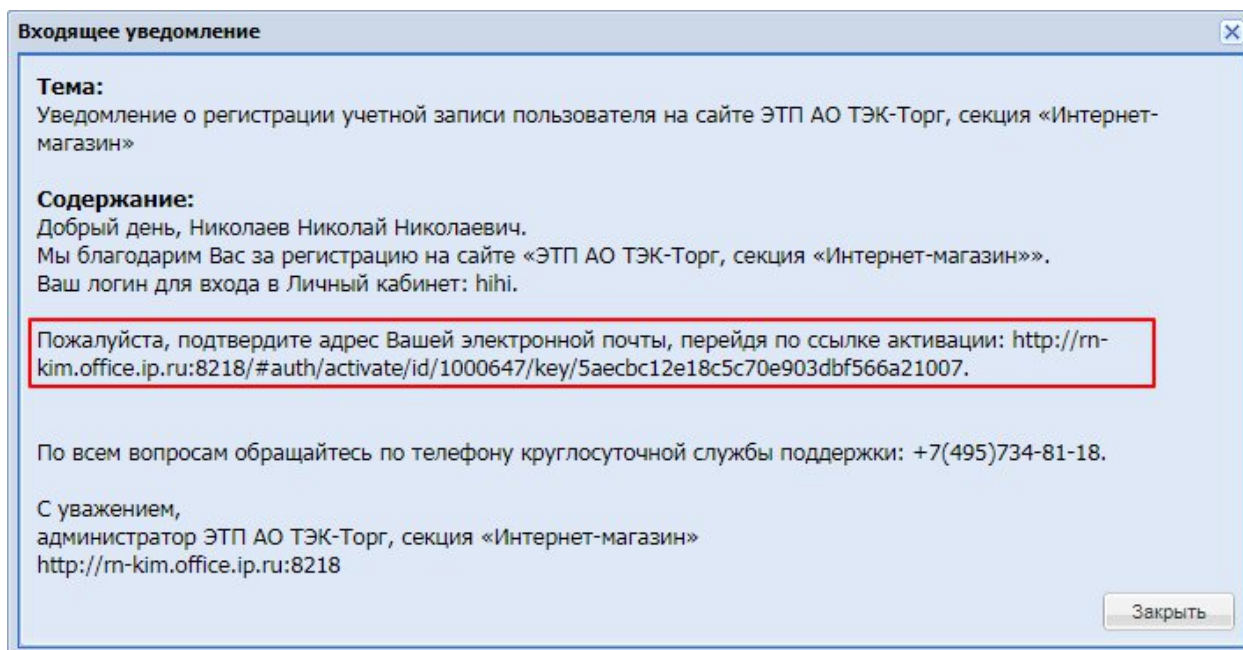 Входящее уведомление
Тема:
Уведомление о регистрации учетной записи пользователя на сайте ЭТП АО ТЭК-Торг, секция «Интернет-
магазин»
Содержание:
Добрый день, Николаев Николай Николаевич.
Мы благодарим Вас за регистрацию на сайте «ЭТП АО ТЭК-Торг, секция «Интернет-магазин»».
Ваш логин для входа в Личный кабинет: hihi.
Пожалуйста, подтвердите адрес Вашей электронной почты, перейдя по ссылке активации: http://rn-
kim.office.ip.ru:8218/#auth/activate/id/1000647/key/5aecbc12e18c5c70e903dbf566a21007.
По всем вопросам обращайтесь по телефону круглосуточной службы поддержки: +7(495)734-81-18.
С уважением,
администратор ЭТП АО ТЭК-Торг, секция «Интернет-магазин»
http://rn-kim.office.ip.ru:8218
Закрыть